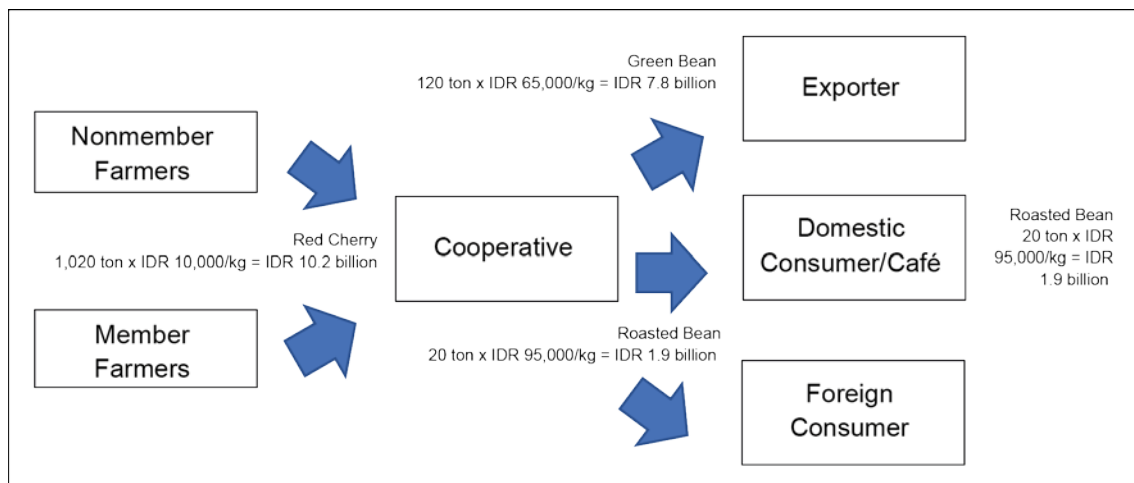 Green Bean
120 ton x IDR 65,000/kg = IDR 7.8 billion
Exporter
Nonmember
Farmers
Red Cherry
1,020 ton x IDR 10,000/kg = IDR 10.2 billion
Cooperative
Domestic
Consumer/Café
Roasted Bean
20 ton x IDR
95,000/kg = IDR
1.9 billion
Member
Farmers
Roasted Bean
20 ton x IDR 95,000/kg = IDR 1.9 billion
Foreign
Consumer